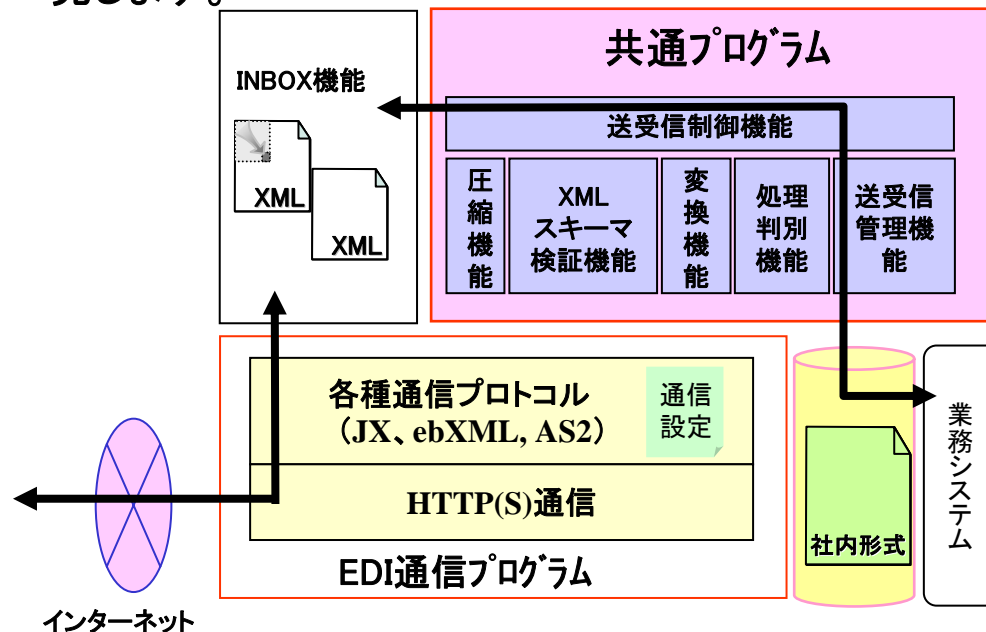 現します。
INBOX機能
XML
XML
共通プログラム
送受信制御機能
圧縮機能
XML
スキーマ
検証機能
変換機能
処理
判別
機能
送受信
管理機
能
各種通信プロトコル
（JX、ebXML, AS2）
通信
設定
HTTP(S)通信
EDI通信プログラム
社内形式
業務システム
インターネット